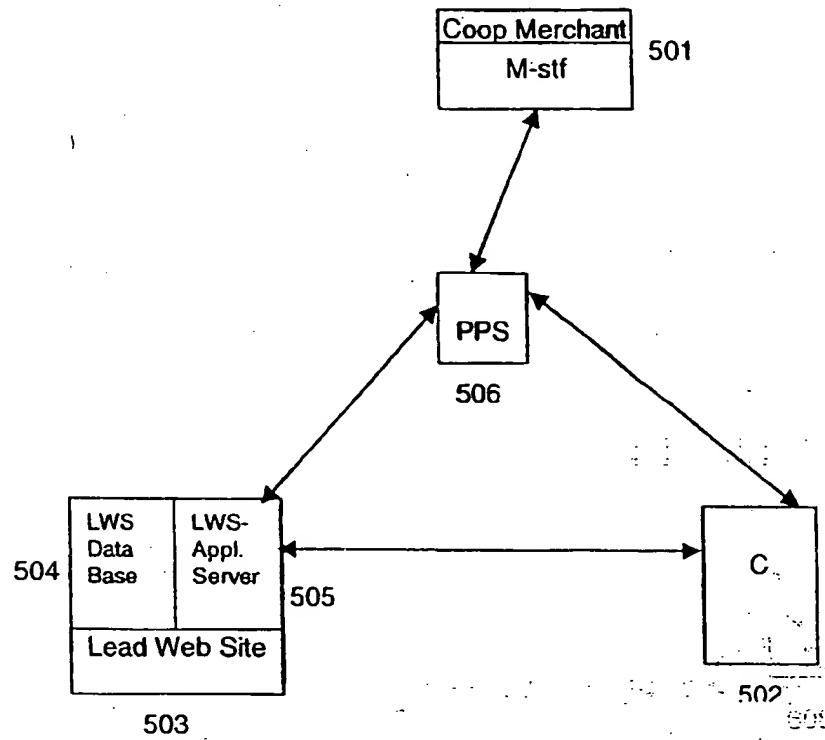 Coop Merchant
501
M-stf
PPS
506
LWS
Data
Base
LWS-
Appl.
Server
504
505
Lead Web Site
503
C
502